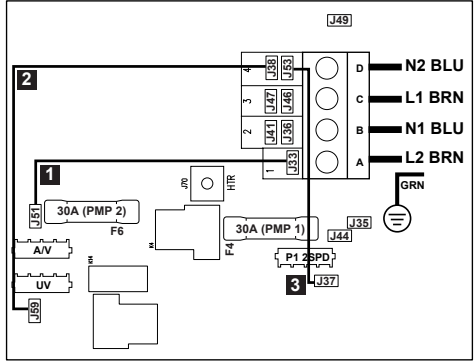 J49
2
4
J38
J53
D
N2 BLU
3
J47
J46
C
L1 BRN
2
J41
J36
B
N1 BLU
1
1
J33
A
L2 BRN
GRN
J70
HTR
J51
30A (PMP 2)
F6
K4
30A (PMP 1)
F4
J35
J44
A/V
P1 2SPD
K14
UV
3
J37
J59